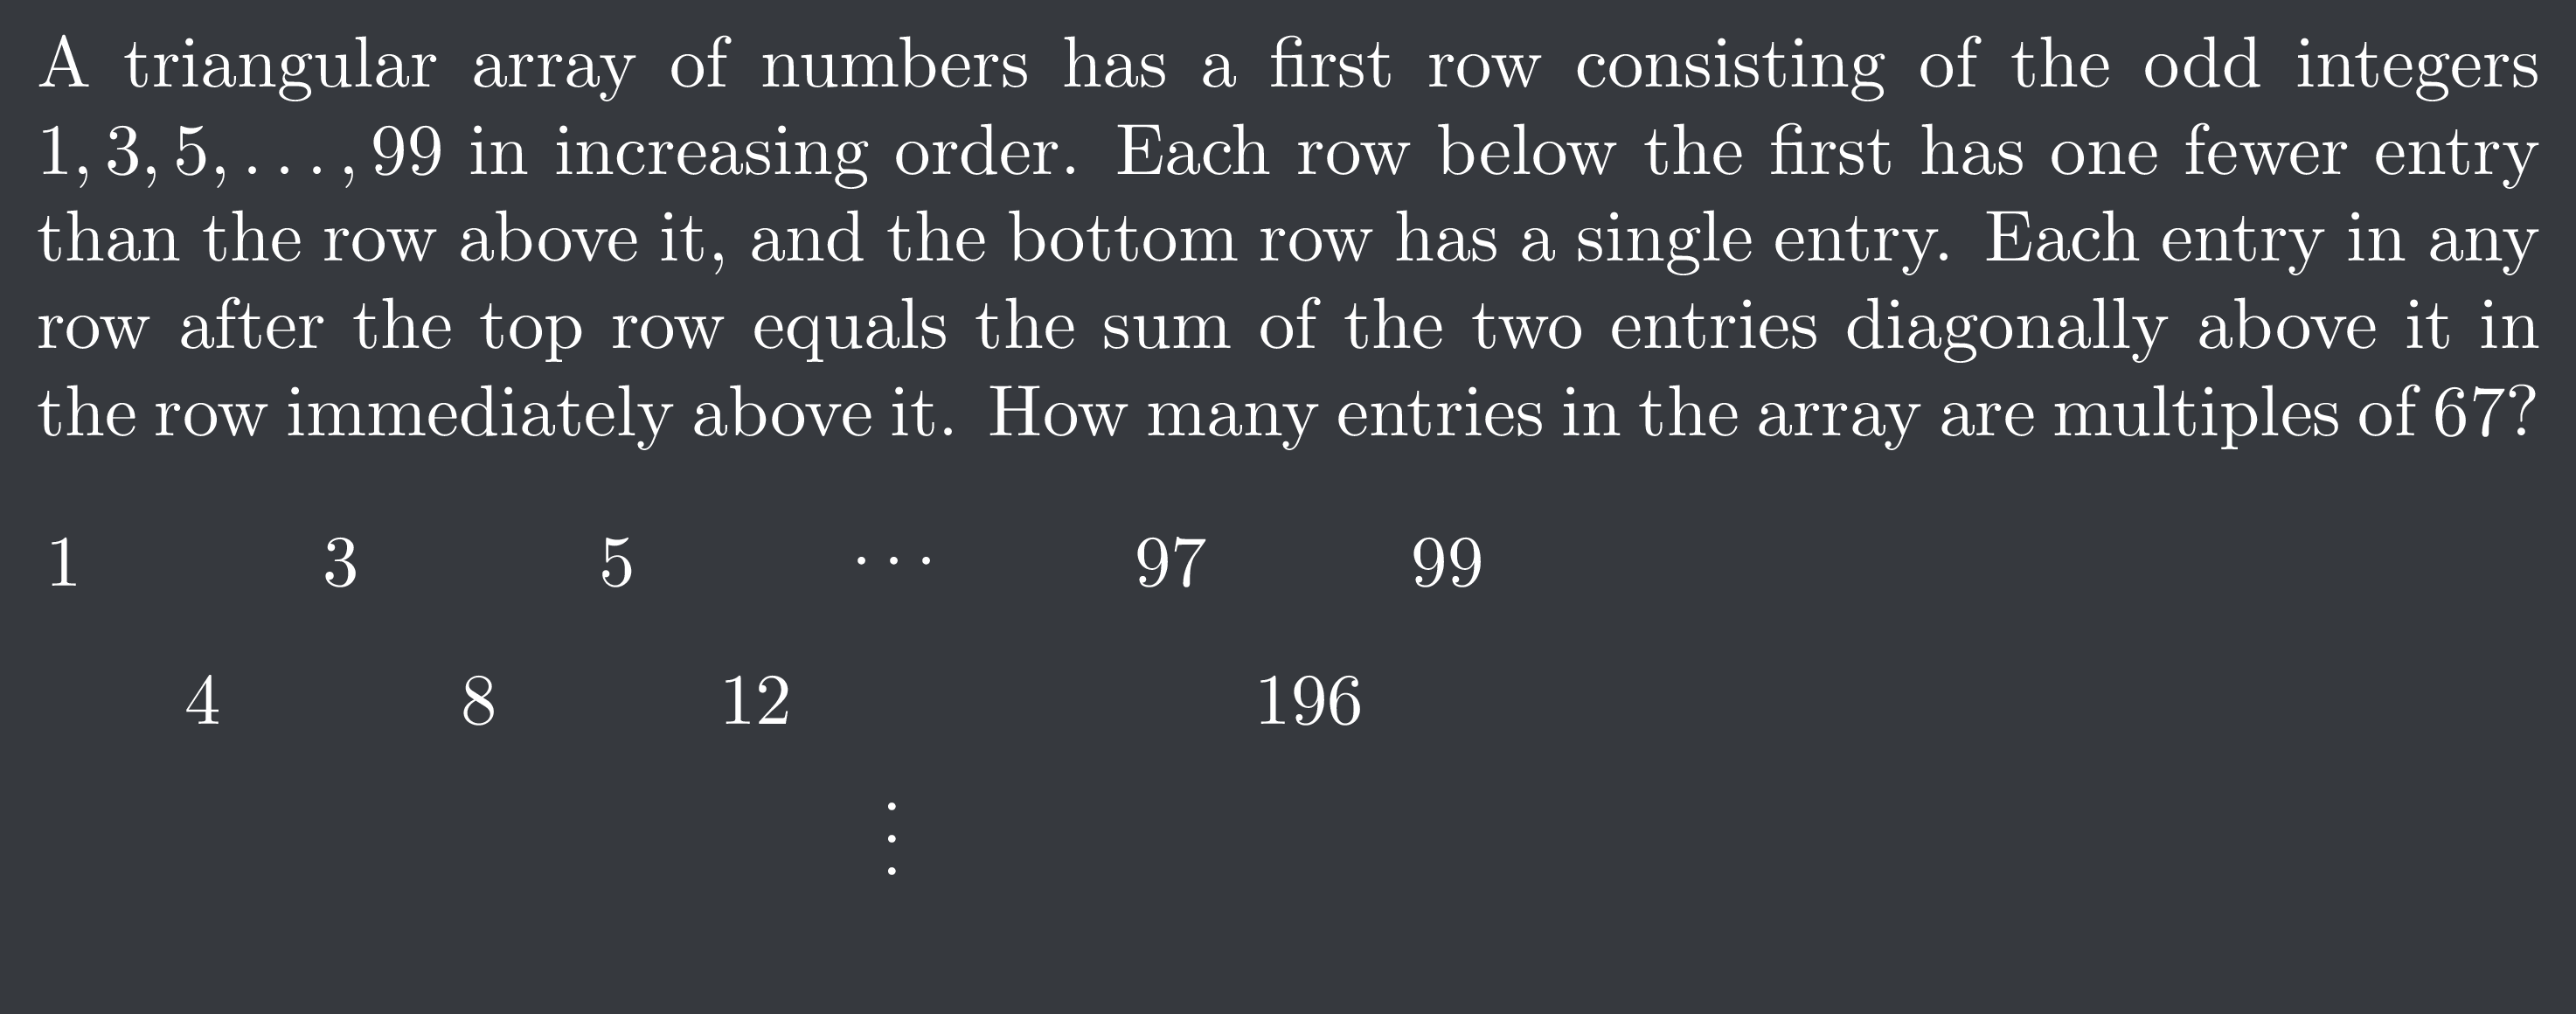 A triangular array of numbers has a first row consisting of the odd integers
1, 3, 5, . . . , 99 in increasing order. Each row below the first has one fewer entry
than the row above it, and the bottom row has a single entry. Each entry in any
row after the top row equals the sum of the two entries diagonally above it in
the row immediately above it. How many entries in the array are multiples of 67?
1 3 5 · · · 97 99
4 8 12 196
⋮